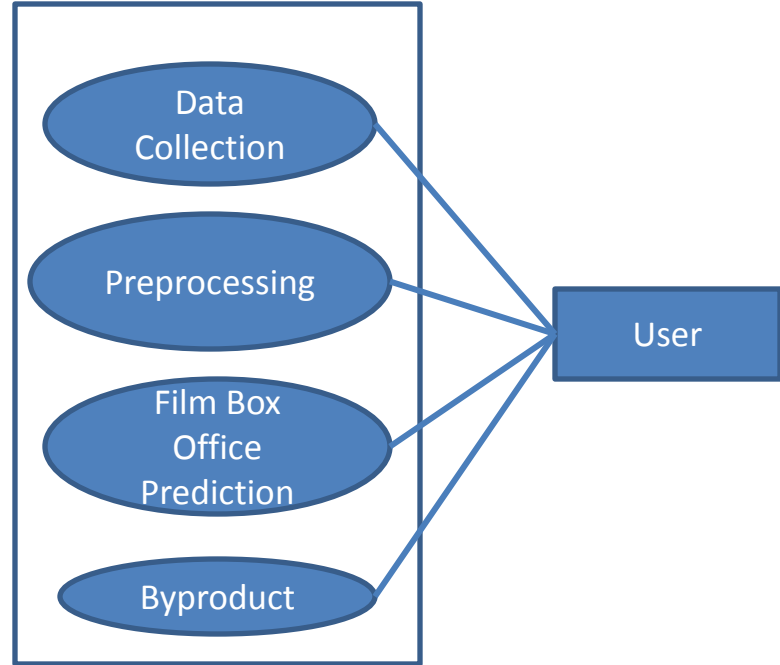 Data
Collection
Preprocessing
Film Box
Office
Prediction
Byproduct
User